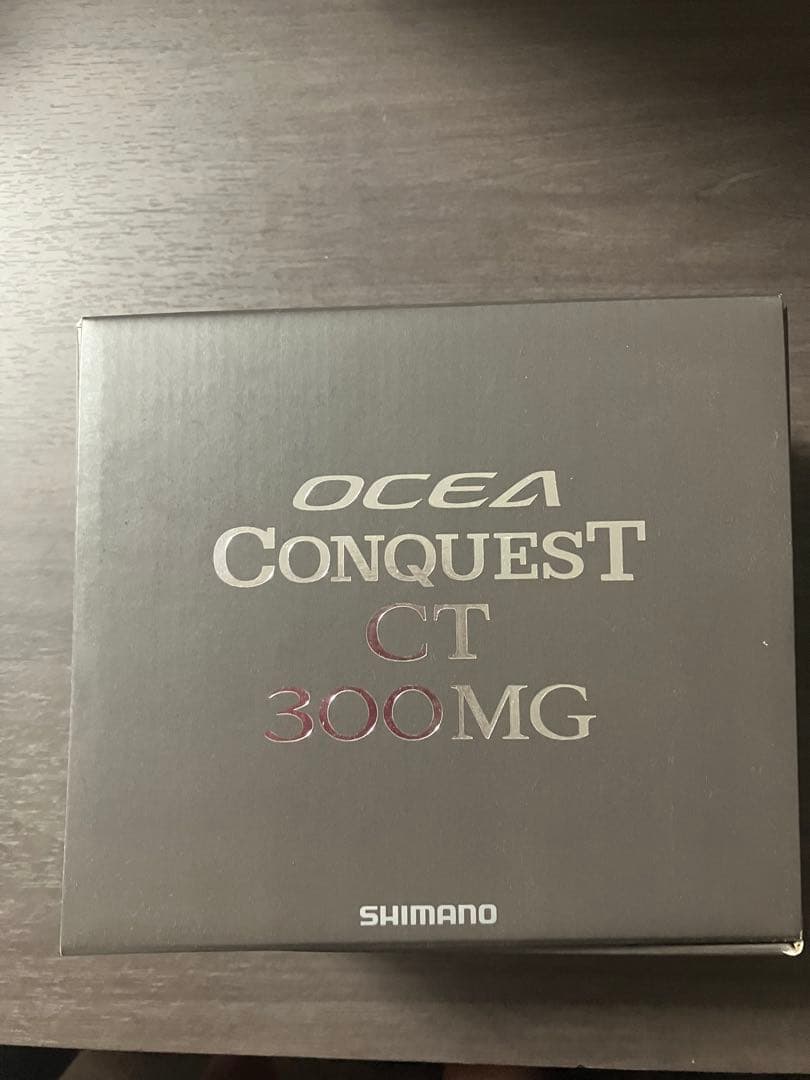 OCEA
CONQUEST
CT
300MG
SHIMANO